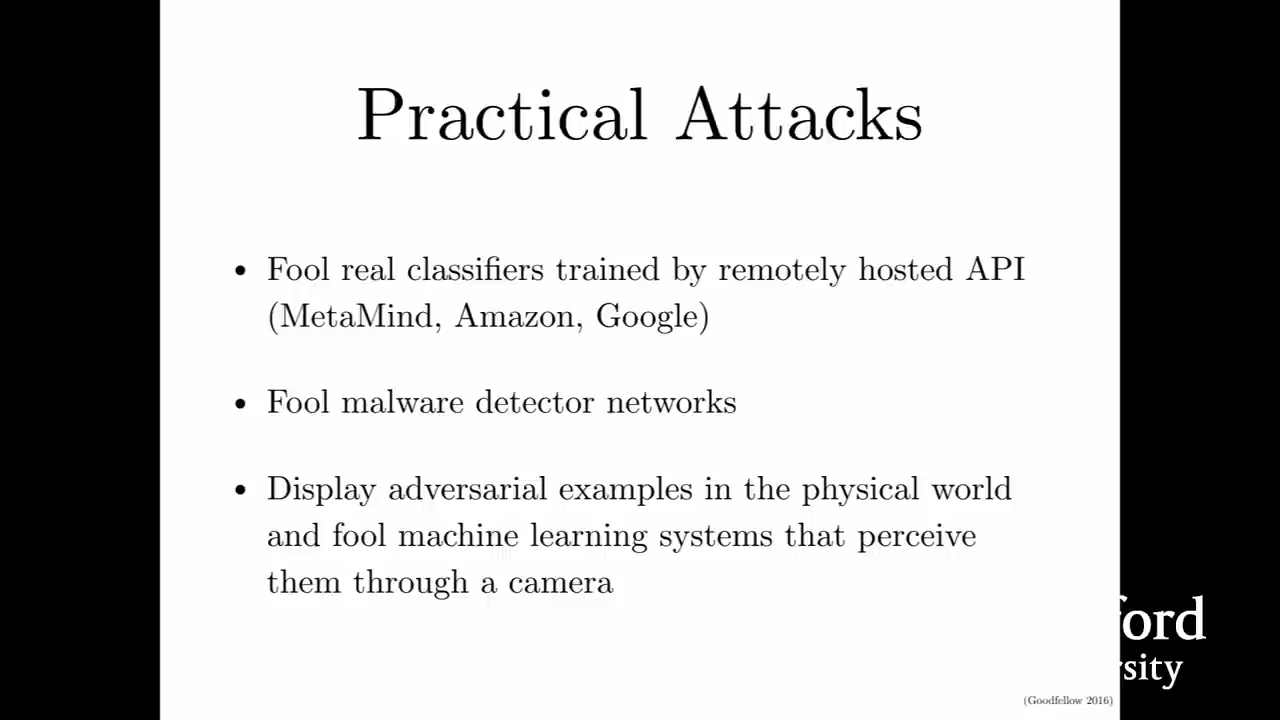 Practical Attacks
• Fool real classifiers trained by remotely hosted API
(MetaMind, Amazon, Google)
• Fool malware detector networks
• Display adversarial examples in the physical world
and fool machine learning systems that perceive
them through a camera
ford
rsity
(Goodfellow 2016)